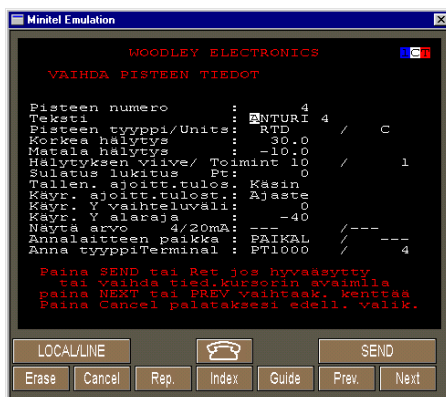 Minitel Emulation
WOODLEY ELECTRONICS
ICT
VAIHDA PISTEEN TIEDOT
Pisteen numero : 4
Teksti : ANTURI 4
Pisteen tyyppi/Units: RTD / C
Korkea hälytys : 30.0
Matala hälytys : -10.0
Hälytyksen viive/ Toimint 10 / 1
Sulatus lukitus Pt: 0
Tallen. ajoitt.tulos. Käsin
Käyr. ajoitt.tulost.: Ajaste
Käyr. Y vaihteluväli: 0
Käyr. Y alaraja : -40
Näytä arvo 4/20mA: --- /---
Annalaitteen paikka : PAIKAL / ---
Anna tyyppiTerminal : PT1000 / 4
Paina SEND tai Ret jos hyvaäsytty
tai vaihda tied.kursorin avaimlla
paina NEXT tai PREV vaihtaak. kenttää
Paina Cancel palataksesi edell. valik.
LOCAL/LINE SEND
Erase Cancel Rep. Index Guide Prev. Next